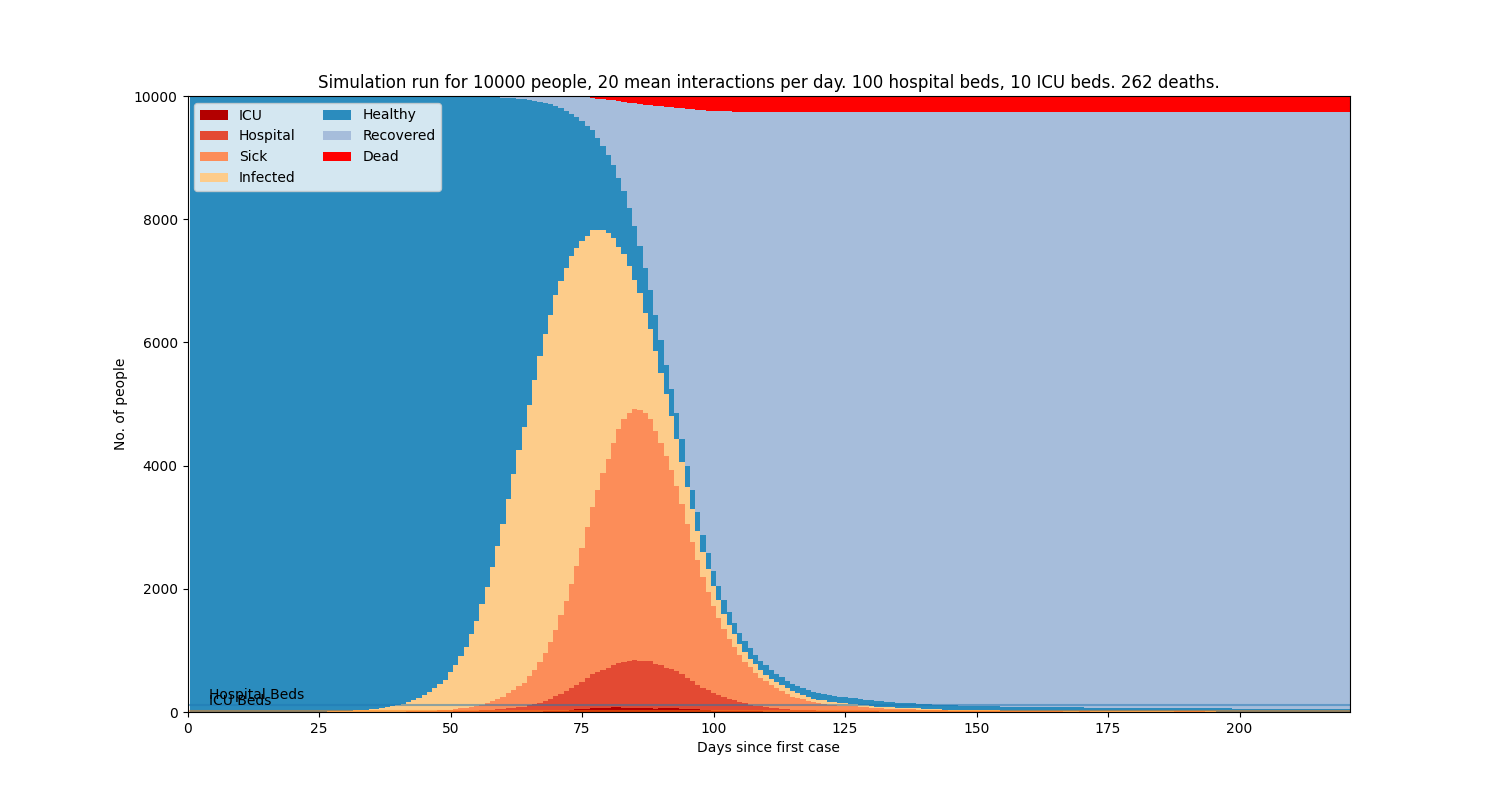 Simulation run for 10000 people, 20 mean interactions per day. 100 hospital beds, 10 ICU beds. 262 deaths.
10000
8000
6000
4000
2000
0
No. of people
ICU
Hospital
Sick
Infected
Healthy
Recovered
Dead
Hospital Beds
ICU Beds
0 25 50 75 100 125 150 175 200
Days since first case